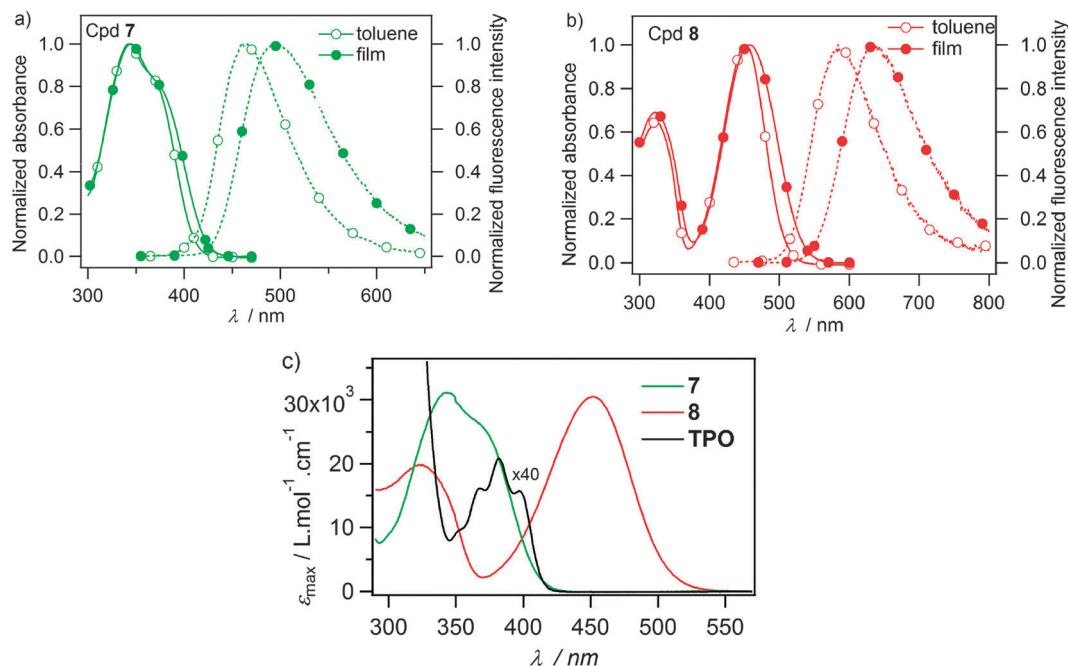 a)
Cpd 7
toluene
film
Normalized absorbance
1.0
0.8
0.6
0.4
0.2
0.0
Normalized fluorescence intensity
1.0
0.8
0.6
0.4
0.2
0.0
300 400 500 600
λ / nm
b)
Cpd 8
toluene
film
Normalized absorbance
1.0
0.8
0.6
0.4
0.2
0.0
Normalized fluorescence intensity
1.0
0.8
0.6
0.4
0.2
0.0
300 400 500 600 700 800
λ / nm
c)
7
8
TPO
x40
εmax / L.mol⁻¹.cm⁻¹
30x10³
20
10
0
300 350 400 450 500 550
λ / nm